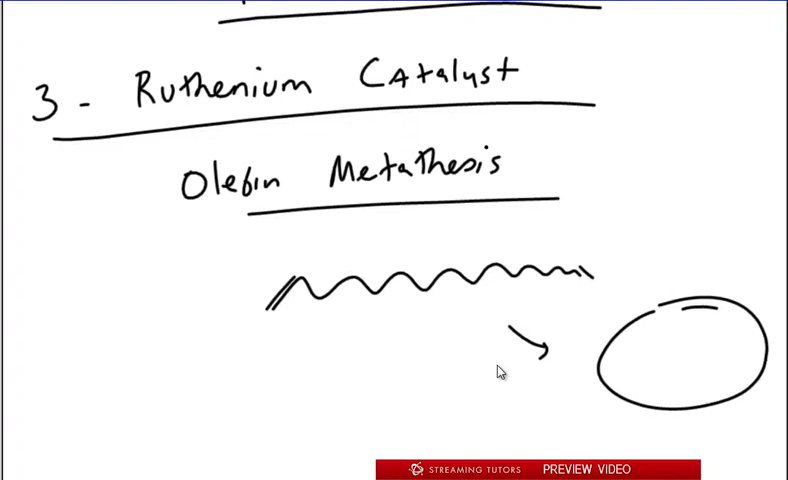 3 - Ruthenium Catalyst
Olefin Metathesis
STREAMING TUTORS PREVIEW VIDEO